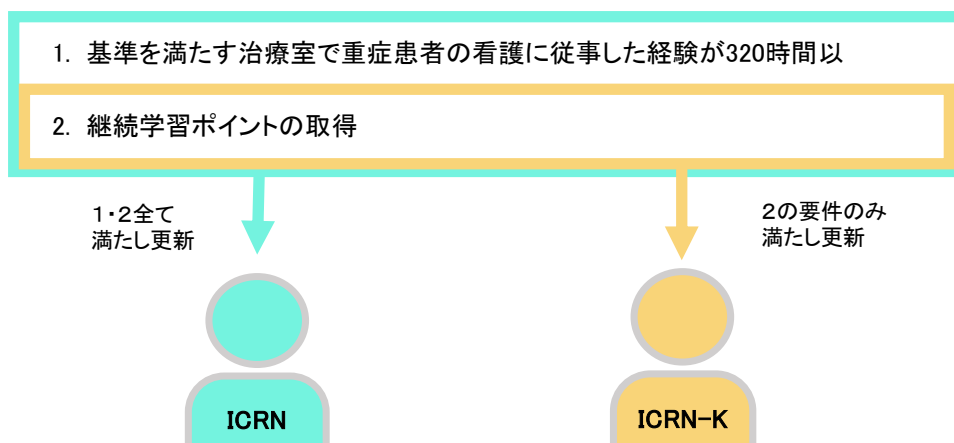 1. 基準を満たす治療室で重症患者の看護に従事した経験が320時間以
2. 継続学習ポイントの取得
1・2全て
満たし更新
2の要件のみ
満たし更新
ICRN
ICRN-K